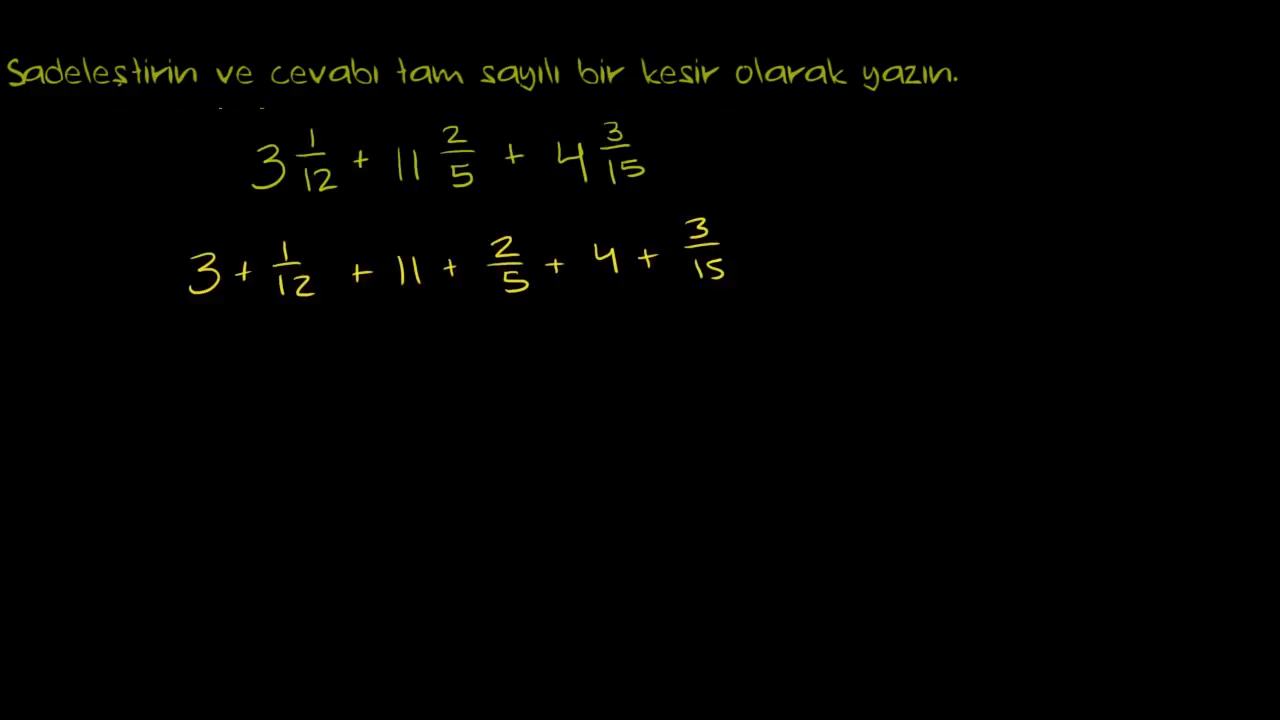 Sadeleştirin ve cevabı tam sayılı bir kesir olarak yazın.
3 1/12 + 11 2/5 + 4 3/15
3 + 1/12 + 11 + 2/5 + 4 + 3/15